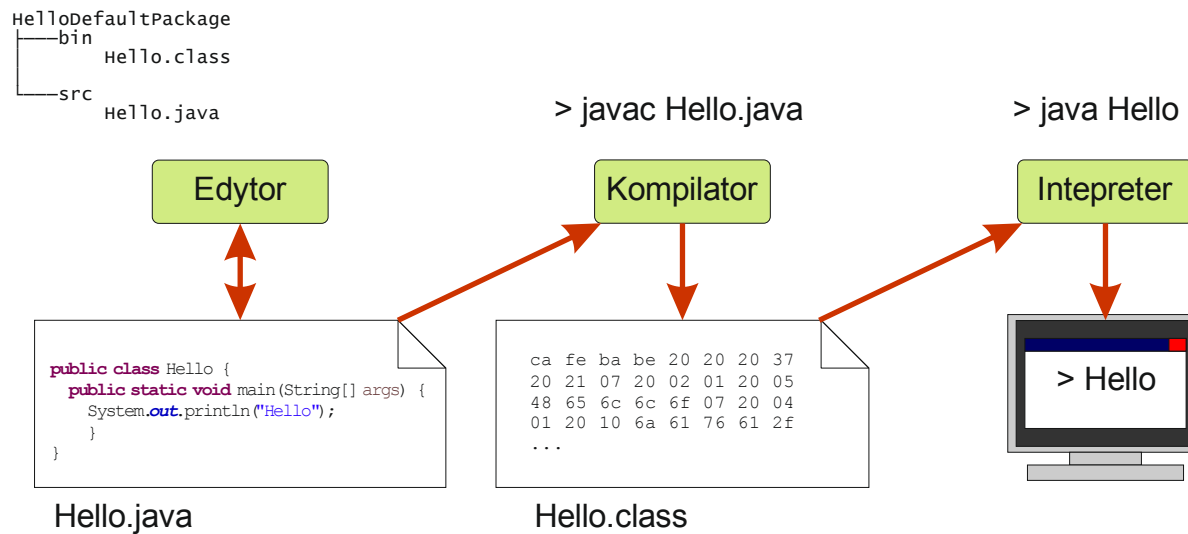 HelloDefaultPackage
├───bin
│       Hello.class
│
└───src
        Hello.java
> javac Hello.java
> java Hello
Edytor
Kompilator
Intepreter
public class Hello {
  public static void main(String[] args) {
    System.out.println("Hello");
    }
}
ca fe ba be 20 20 20 37
20 21 07 20 02 01 20 05
48 65 6c 6c 6f 07 20 04
01 20 10 6a 61 76 61 2f
...
> Hello
Hello.java
Hello.class